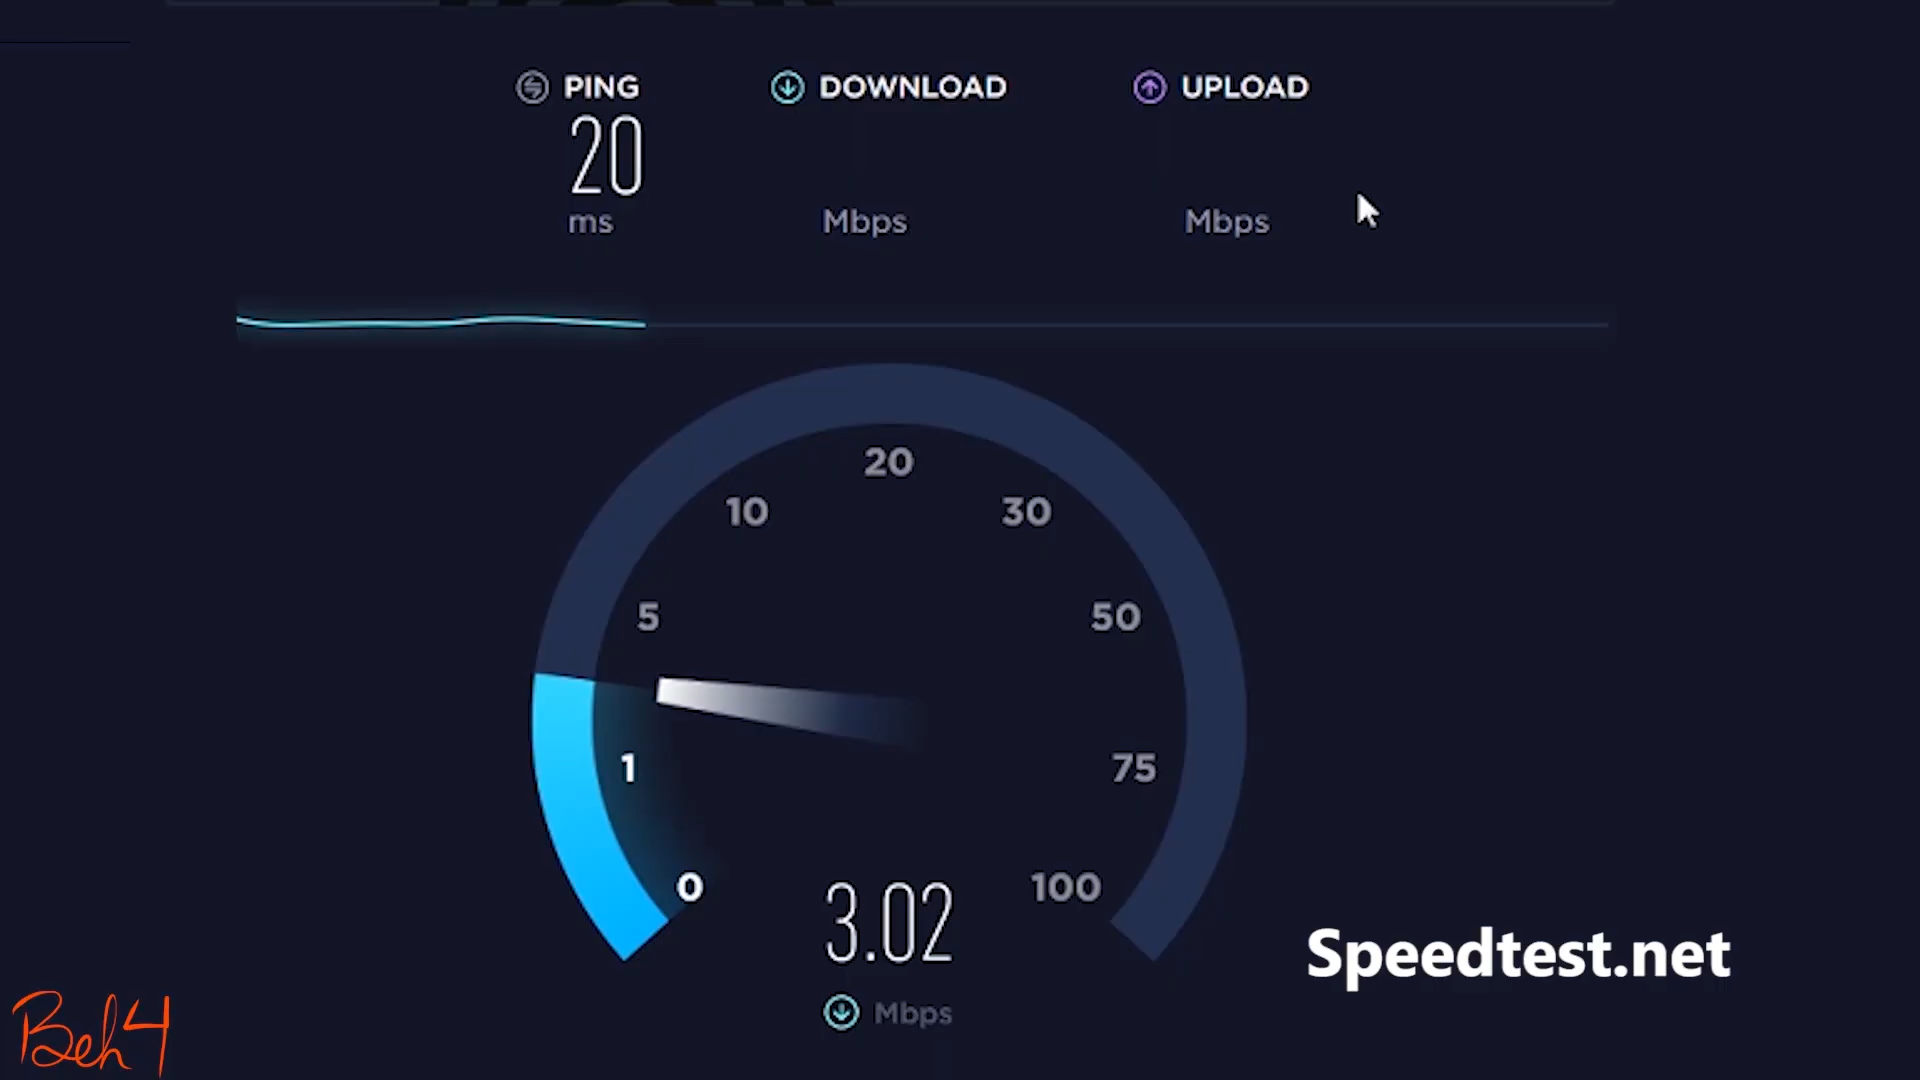 PING
DOWNLOAD
UPLOAD
20
ms
Mbps
Mbps
20
10
30
5
50
1
75
0
100
3.02
Mbps
Speedtest.net
Beh4